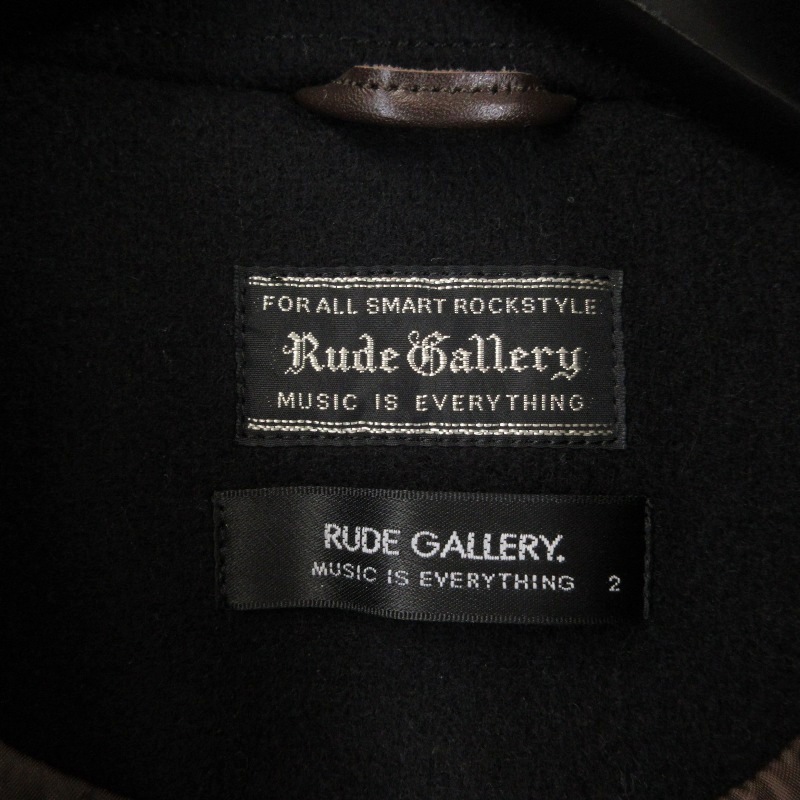 FOR ALL SMART ROCKSTYLE
Rude Gallery
MUSIC IS EVERYTHING
RUDE GALLERY.
MUSIC IS EVERYTHING 2